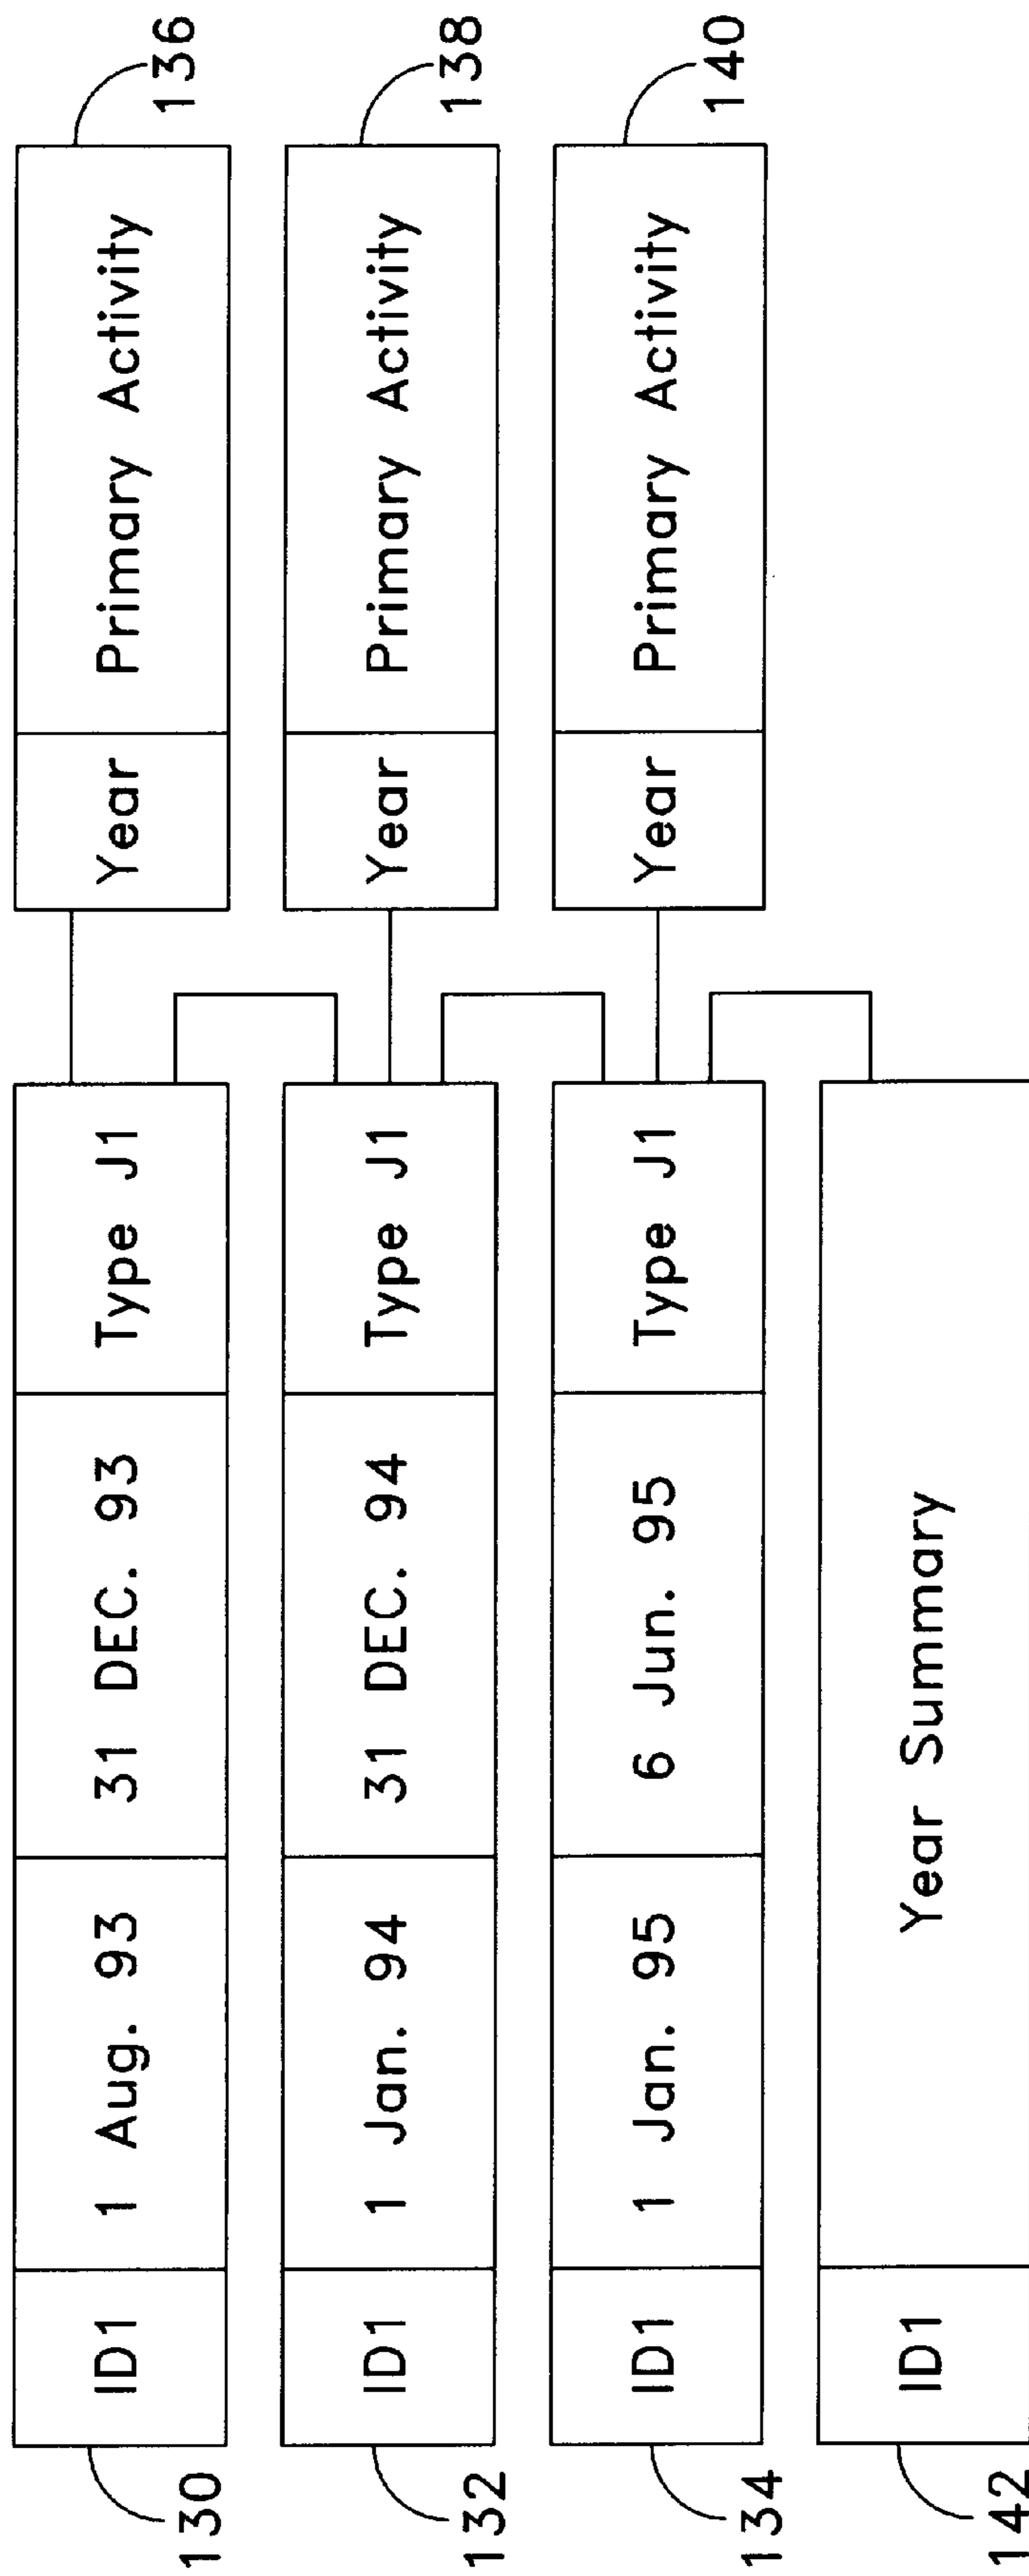 130 ID1 1 Aug. 93 31 DEC. 93 Type J1 Year Primary Activity 136
132 ID1 1 Jan. 94 31 DEC. 94 Type J1 Year Primary Activity 138
134 ID1 1 Jan. 95 6 Jun. 95 Type J1 Year Primary Activity 140
142 ID1 Year Summary